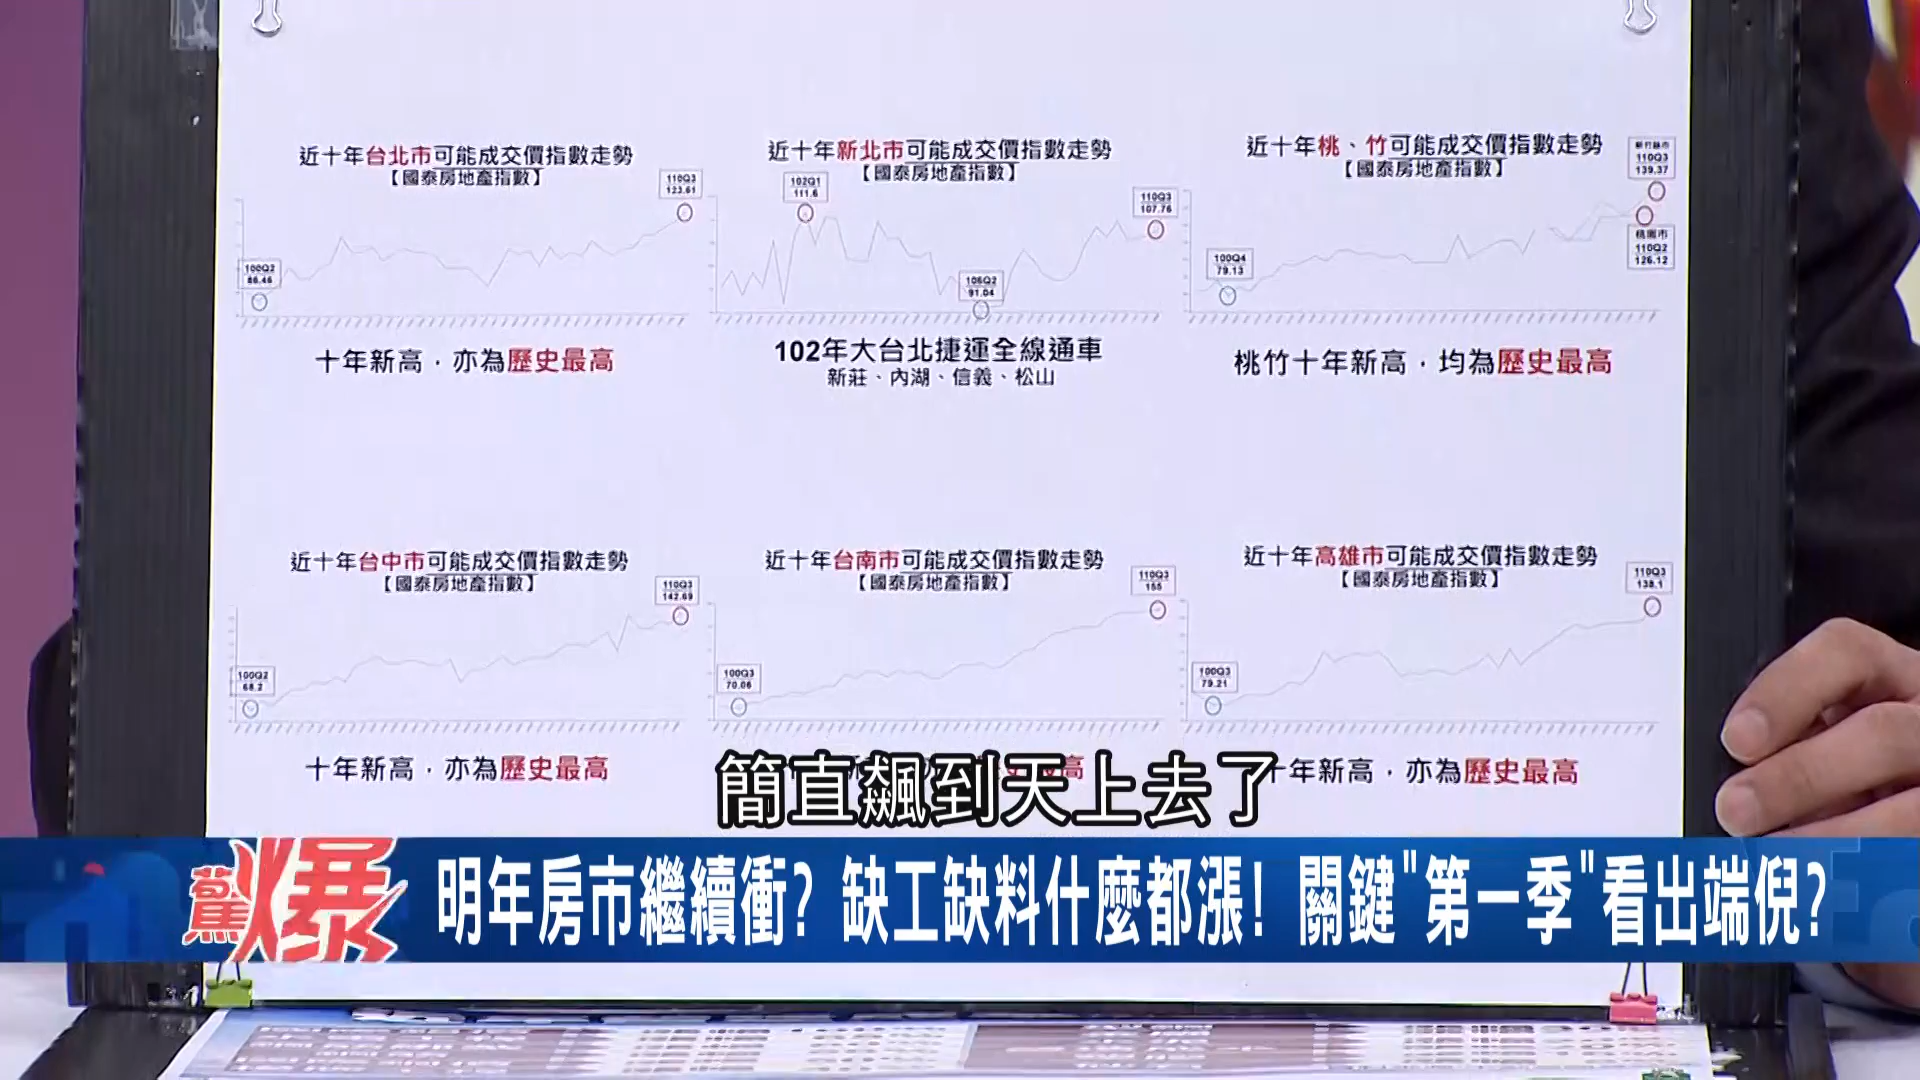 近十年台北市可能成交價指數走勢
【國泰房地產指數】
110Q3
123.61
100Q2
十年新高，亦為歷史最高
近十年新北市可能成交價指數走勢
【國泰房地產指數】
102Q1
111.6
110Q3
107.76
91.04
102年大台北捷運全線通車
新莊、內湖、信義、松山
近十年桃、竹可能成交價指數走勢
【國泰房地產指數】
110Q3
139.37
桃園市
110Q2
126.12
100Q4
79.13
桃竹十年新高，均為歷史最高
近十年台中市可能成交價指數走勢
【國泰房地產指數】
110Q3
142.69
100Q2
68.2
十年新高，亦為歷史最高
近十年台南市可能成交價指數走勢
【國泰房地產指數】
110Q3
155
100Q3
70.06
近十年高雄市可能成交價指數走勢
【國泰房地產指數】
110Q3
138.1
100Q3
79.21
十年新高，亦為歷史最高
簡直飆到天上去了
驚爆
明年房市繼續衝？缺工缺料什麼都漲！關鍵"第一季"看出端倪？